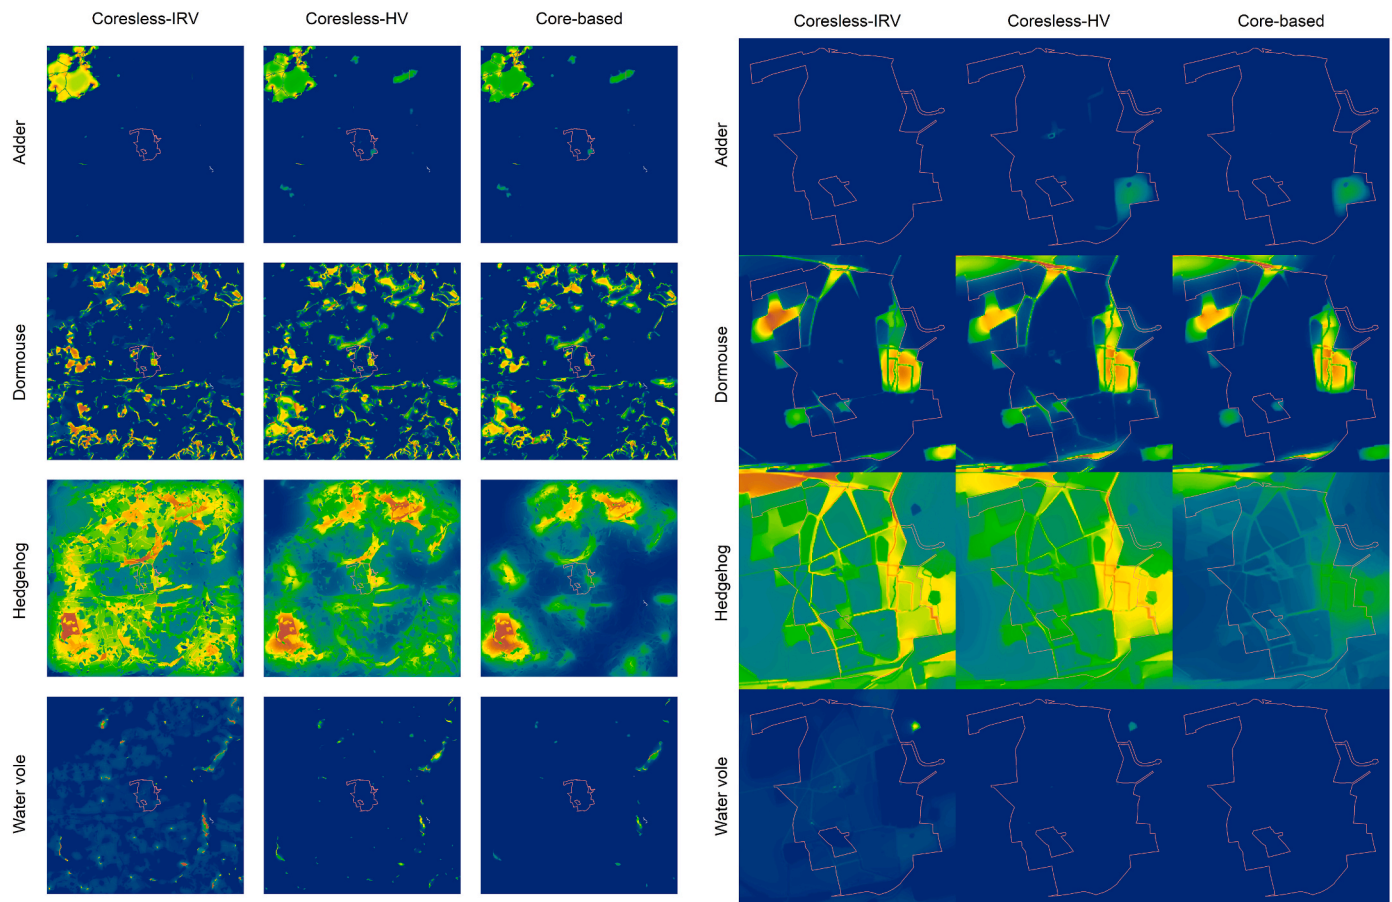 Coresless-IRV Coresless-HV Core-based
Adder
Dormouse
Hedgehog
Water vole
Coresless-IRV Coresless-HV Core-based
Adder
Dormouse
Hedgehog
Water vole